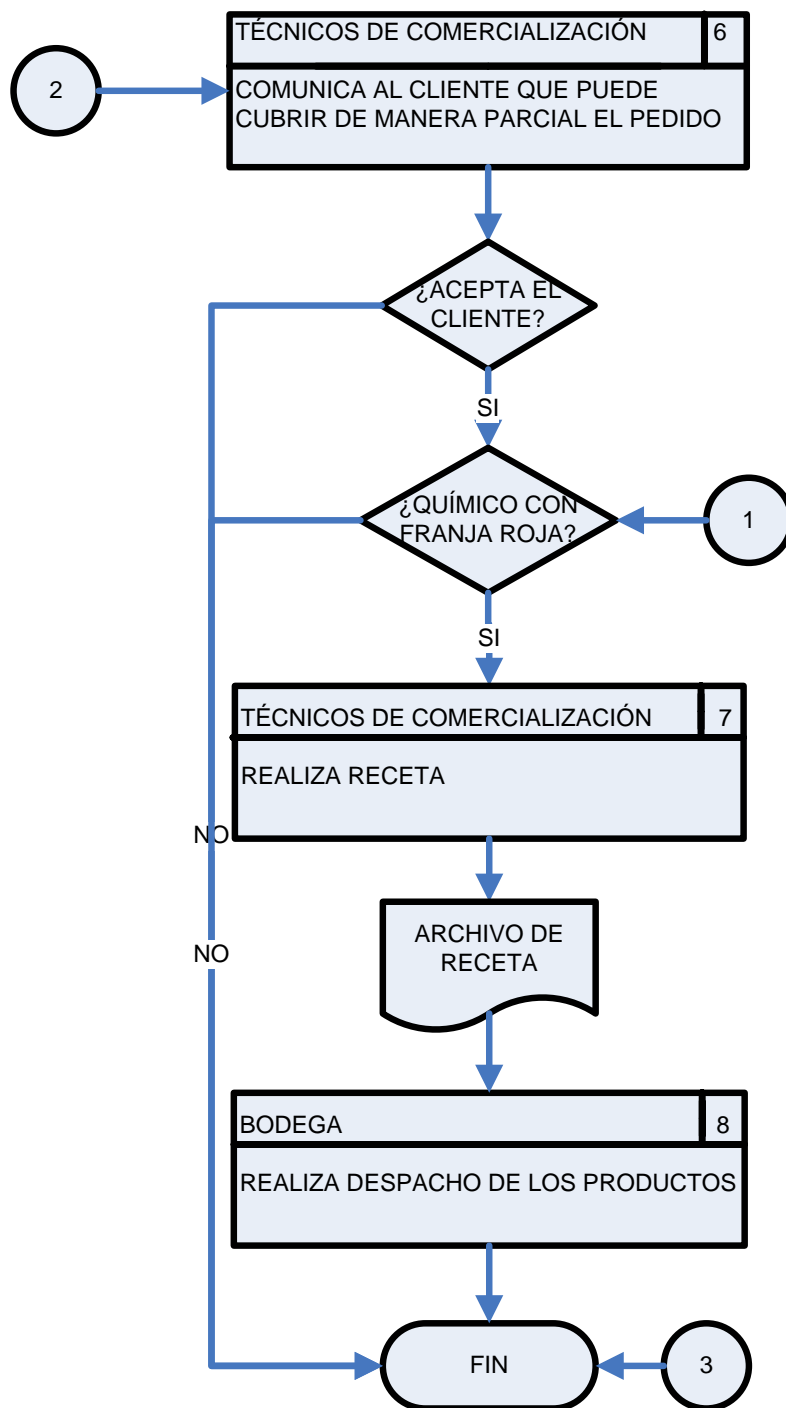 TÉCNICOS DE COMERCIALIZACIÓN 6
2
COMUNICA AL CLIENTE QUE PUEDE
CUBRIR DE MANERA PARCIAL EL PEDIDO
¿ACEPTA EL
CLIENTE?
SI
¿QUÍMICO CON
FRANJA ROJA?
1
SI
TÉCNICOS DE COMERCIALIZACIÓN 7
REALIZA RECETA
NO
ARCHIVO DE
RECETA
NO
BODEGA 8
REALIZA DESPACHO DE LOS PRODUCTOS
FIN
3